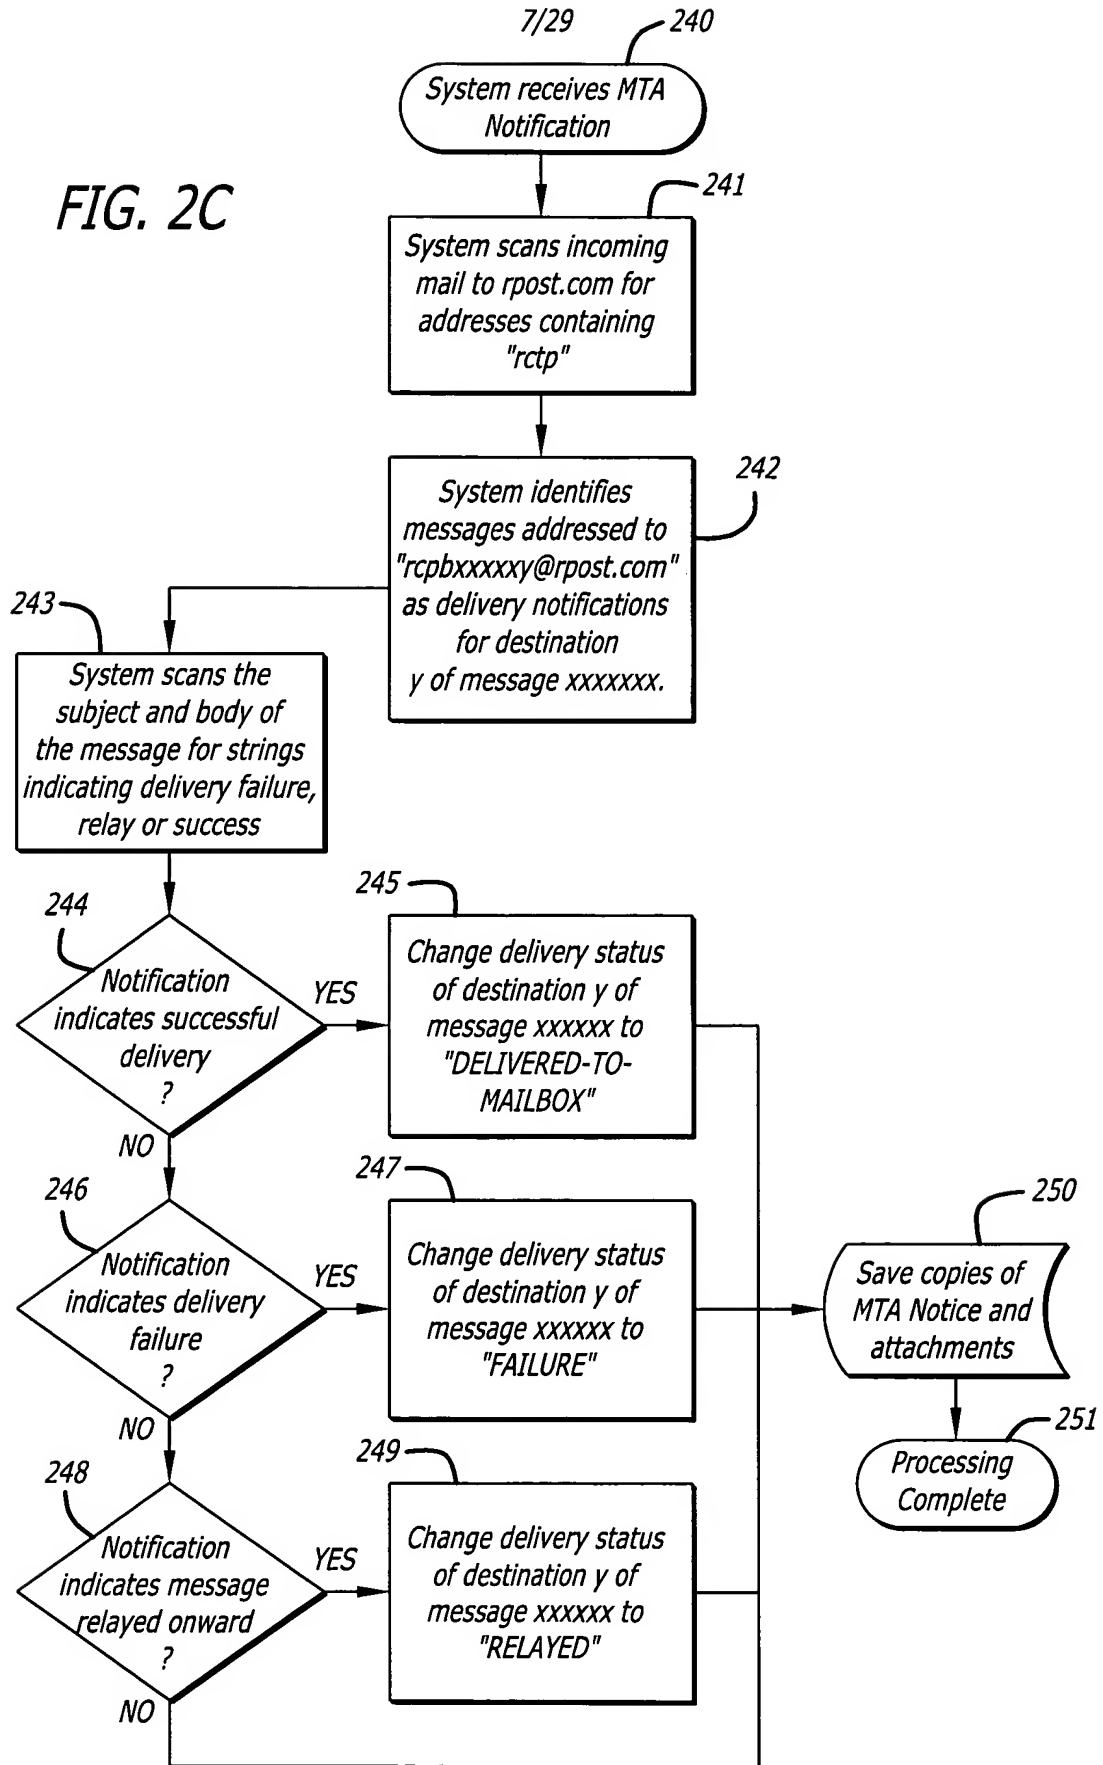 7/29
240
System receives MTA
Notification
FIG. 2C
241
System scans incoming
mail to rpost.com for
addresses containing
"rctp"
242
System identifies
messages addressed to
"rcpbxxxxxy@rpost.com"
as delivery notifications
for destination
y of message xxxxxxx.
243
System scans the
subject and body of
the message for strings
indicating delivery failure,
relay or success
244
Notification
indicates successful
delivery
?
YES
NO
245
Change delivery status
of destination y of
message xxxxxx to
"DELIVERED-TO-
MAILBOX"
246
Notification
indicates delivery
failure
?
YES
NO
247
Change delivery status
of destination y of
message xxxxxx to
"FAILURE"
248
Notification
indicates message
relayed onward
?
YES
NO
249
Change delivery status
of destination y of
message xxxxxx to
"RELAYED"
250
Save copies of
MTA Notice and
attachments
251
Processing
Complete